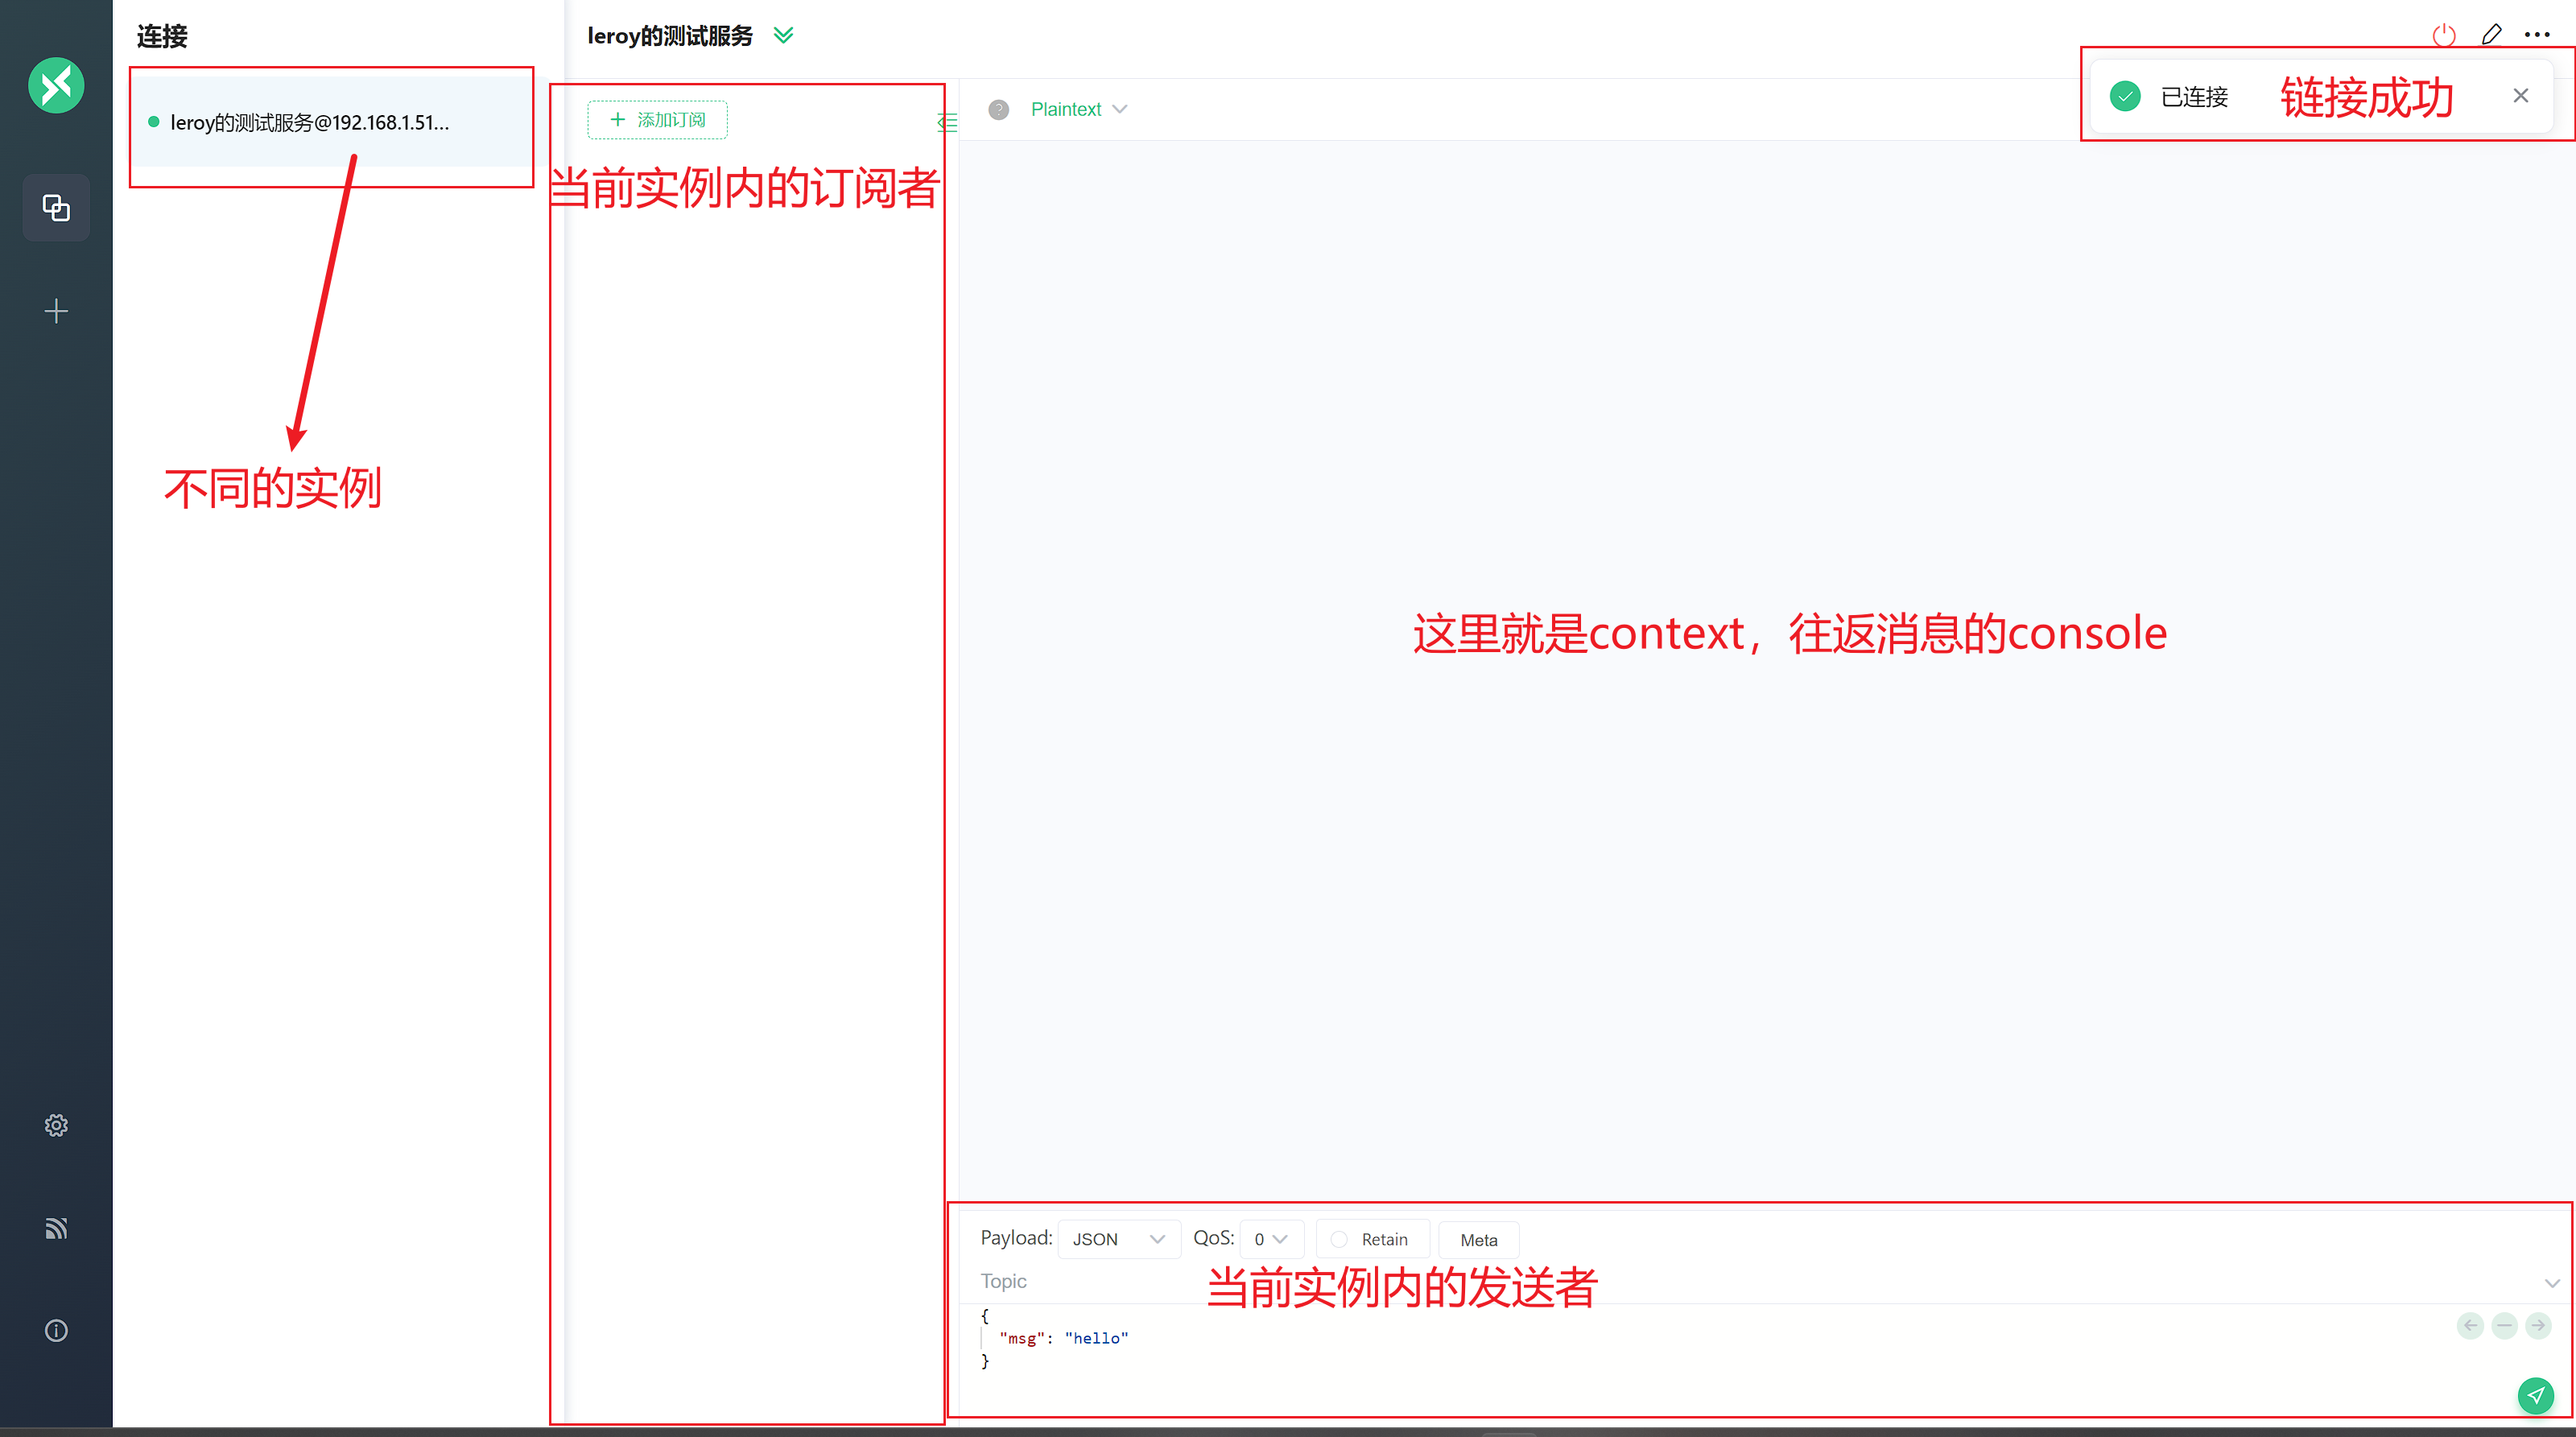 连接
leroy的测试服务@192.168.1.51...
不同的实例
leroy的测试服务
添加订阅
当前实例内的订阅者
Plaintext
已连接
链接成功
这里就是context，往返消息的console
Payload: JSON QoS: 0 Retain Meta
Topic
当前实例内的发送者
{
"msg": "hello"
}